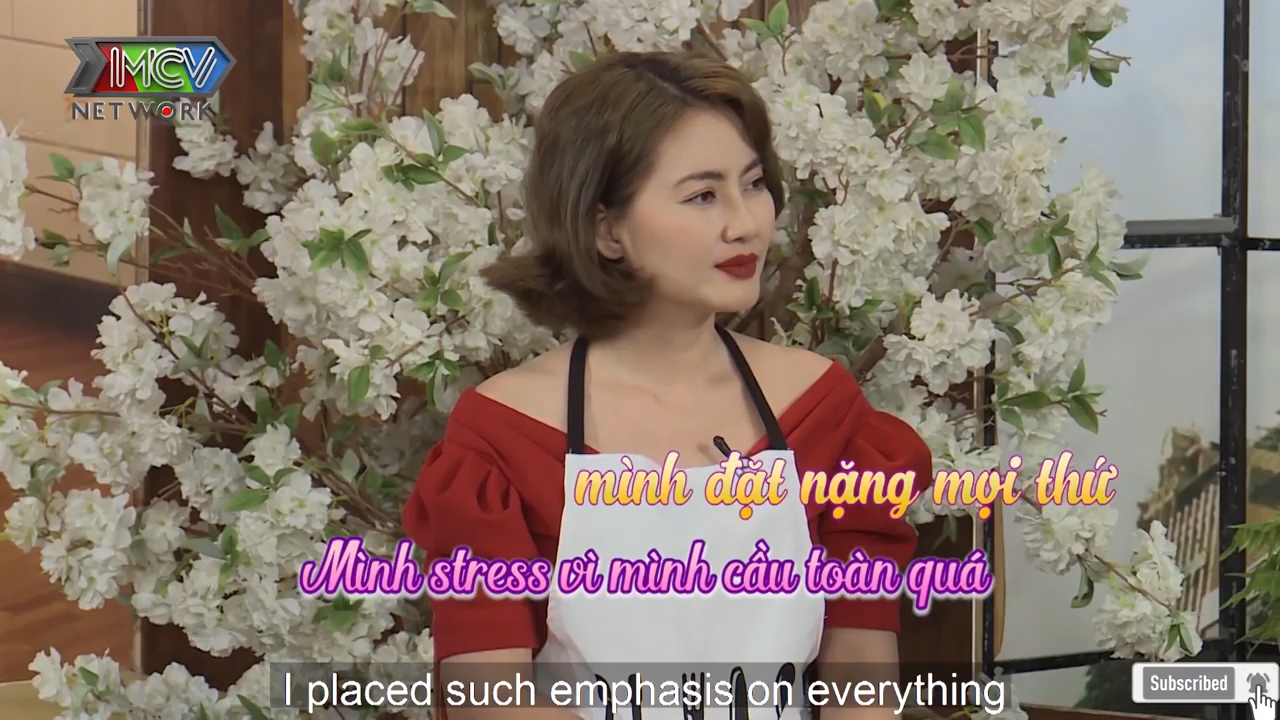 MCV
NETWORK
mình đặt nặng mọi thứ
Mình stress vì mình cầu toàn quá
I placed such emphasis on everything
Subscribed